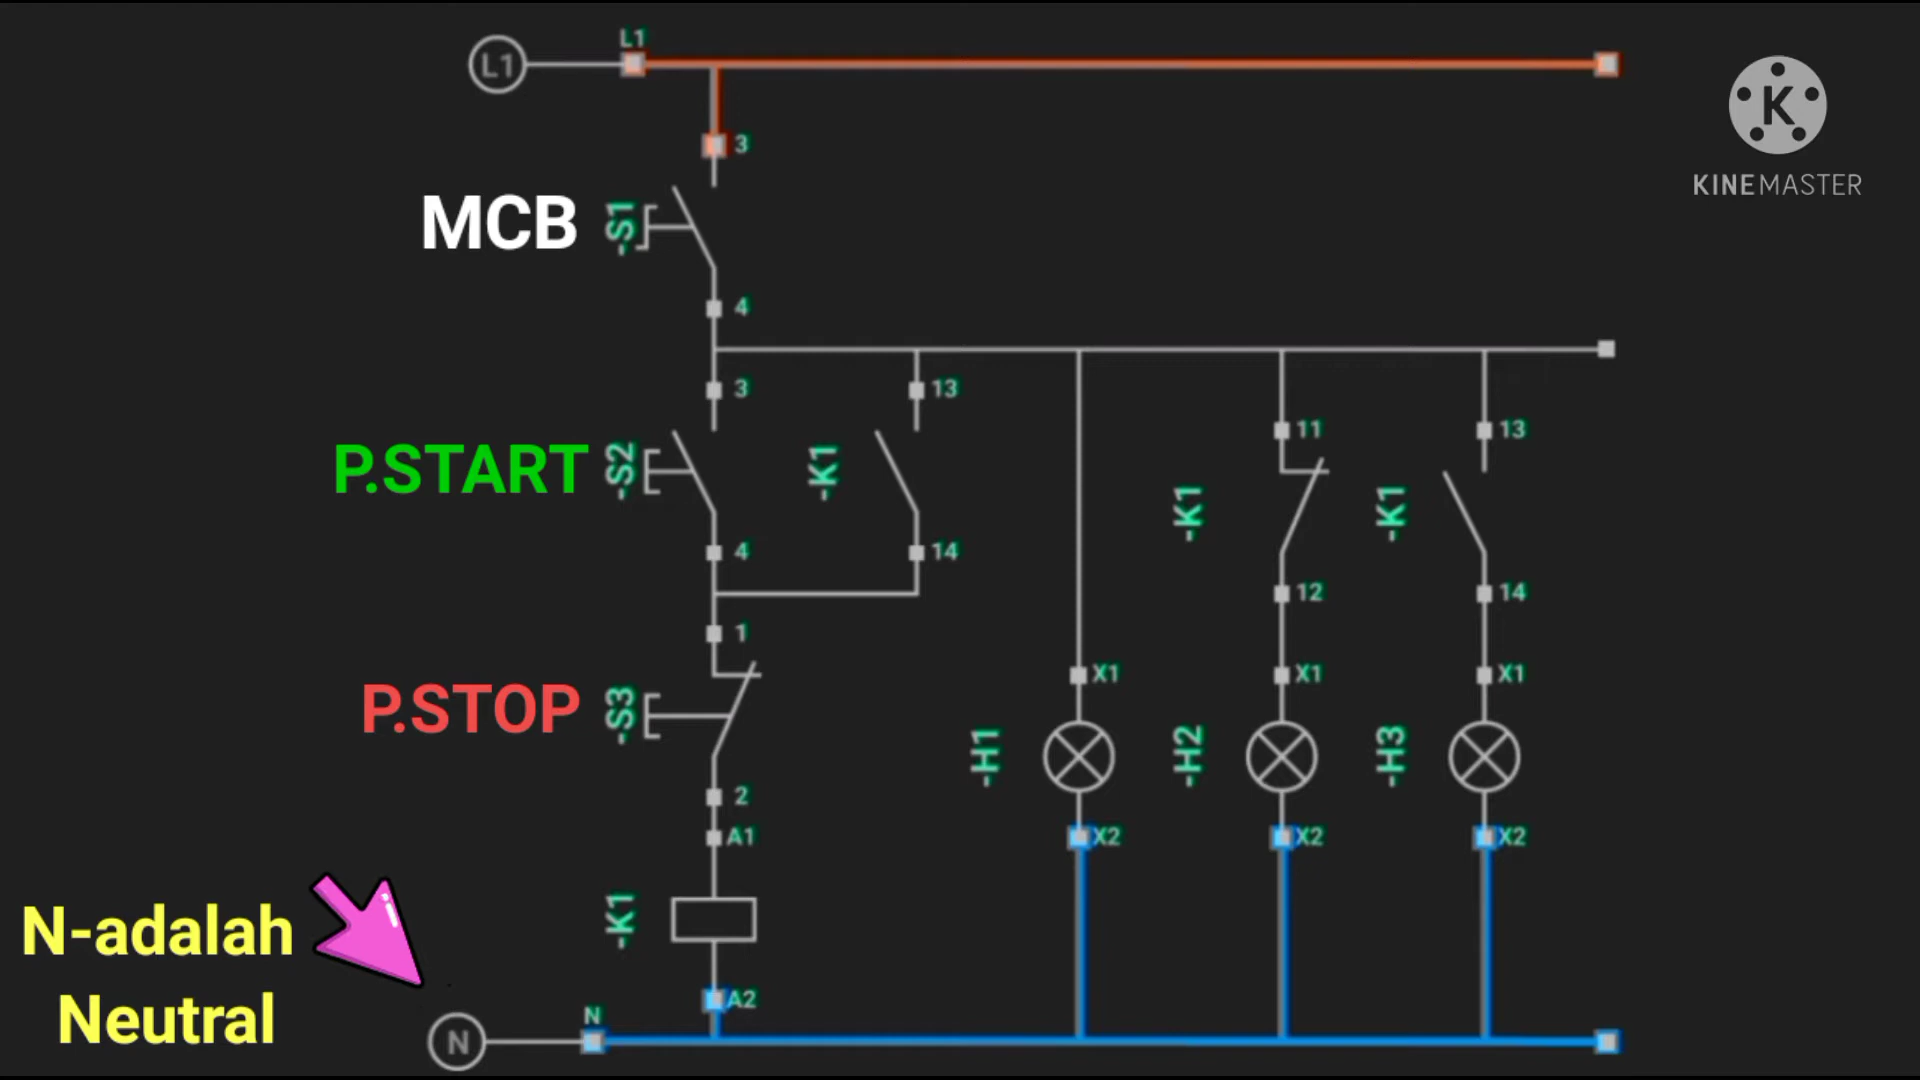 L1
L1
3
MCB
-S1
4
3
13
P.START
-S2
-K1
11
13
-K1
-K1
4
14
12
14
1
P.STOP
-S3
X1
X1
X1
-H1
-H2
-H3
2
A1
X2
X2
X2
-K1
N-adalah
Neutral
A2
N
N
K
KINEMASTER